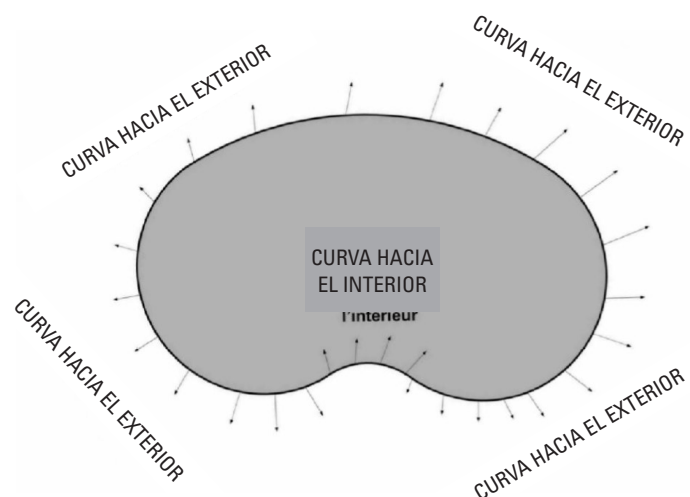 CURVA HACIA EL EXTERIOR
CURVA HACIA EL EXTERIOR
CURVA HACIA
EL INTERIOR
l'intérieur
CURVA HACIA EL EXTERIOR
CURVA HACIA EL EXTERIOR